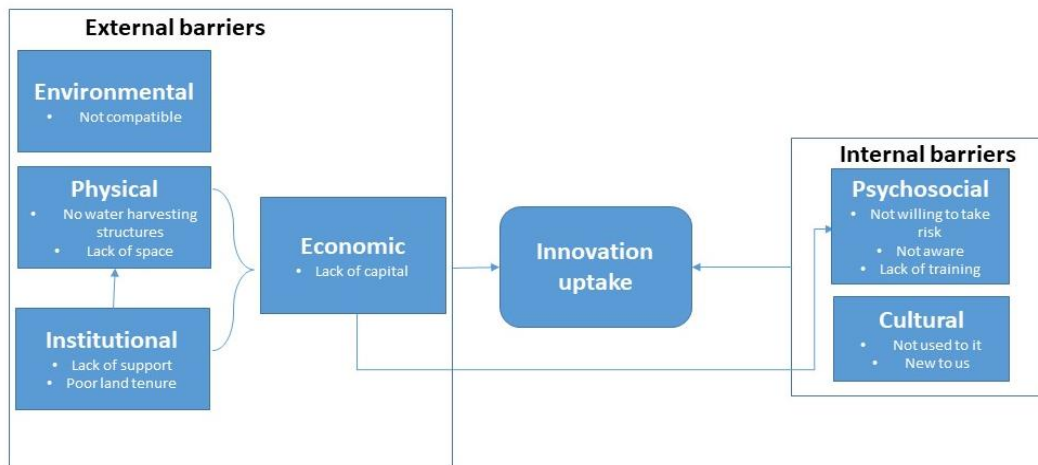 External barriers
Environmental
• Not compatible
Physical
• No water harvesting
structures
• Lack of space
Institutional
• Lack of support
• Poor land tenure
Economic
• Lack of capital
Innovation
uptake
Internal barriers
Psychosocial
• Not willing to take
risk
• Not aware
• Lack of training
Cultural
• Not used to it
• New to us